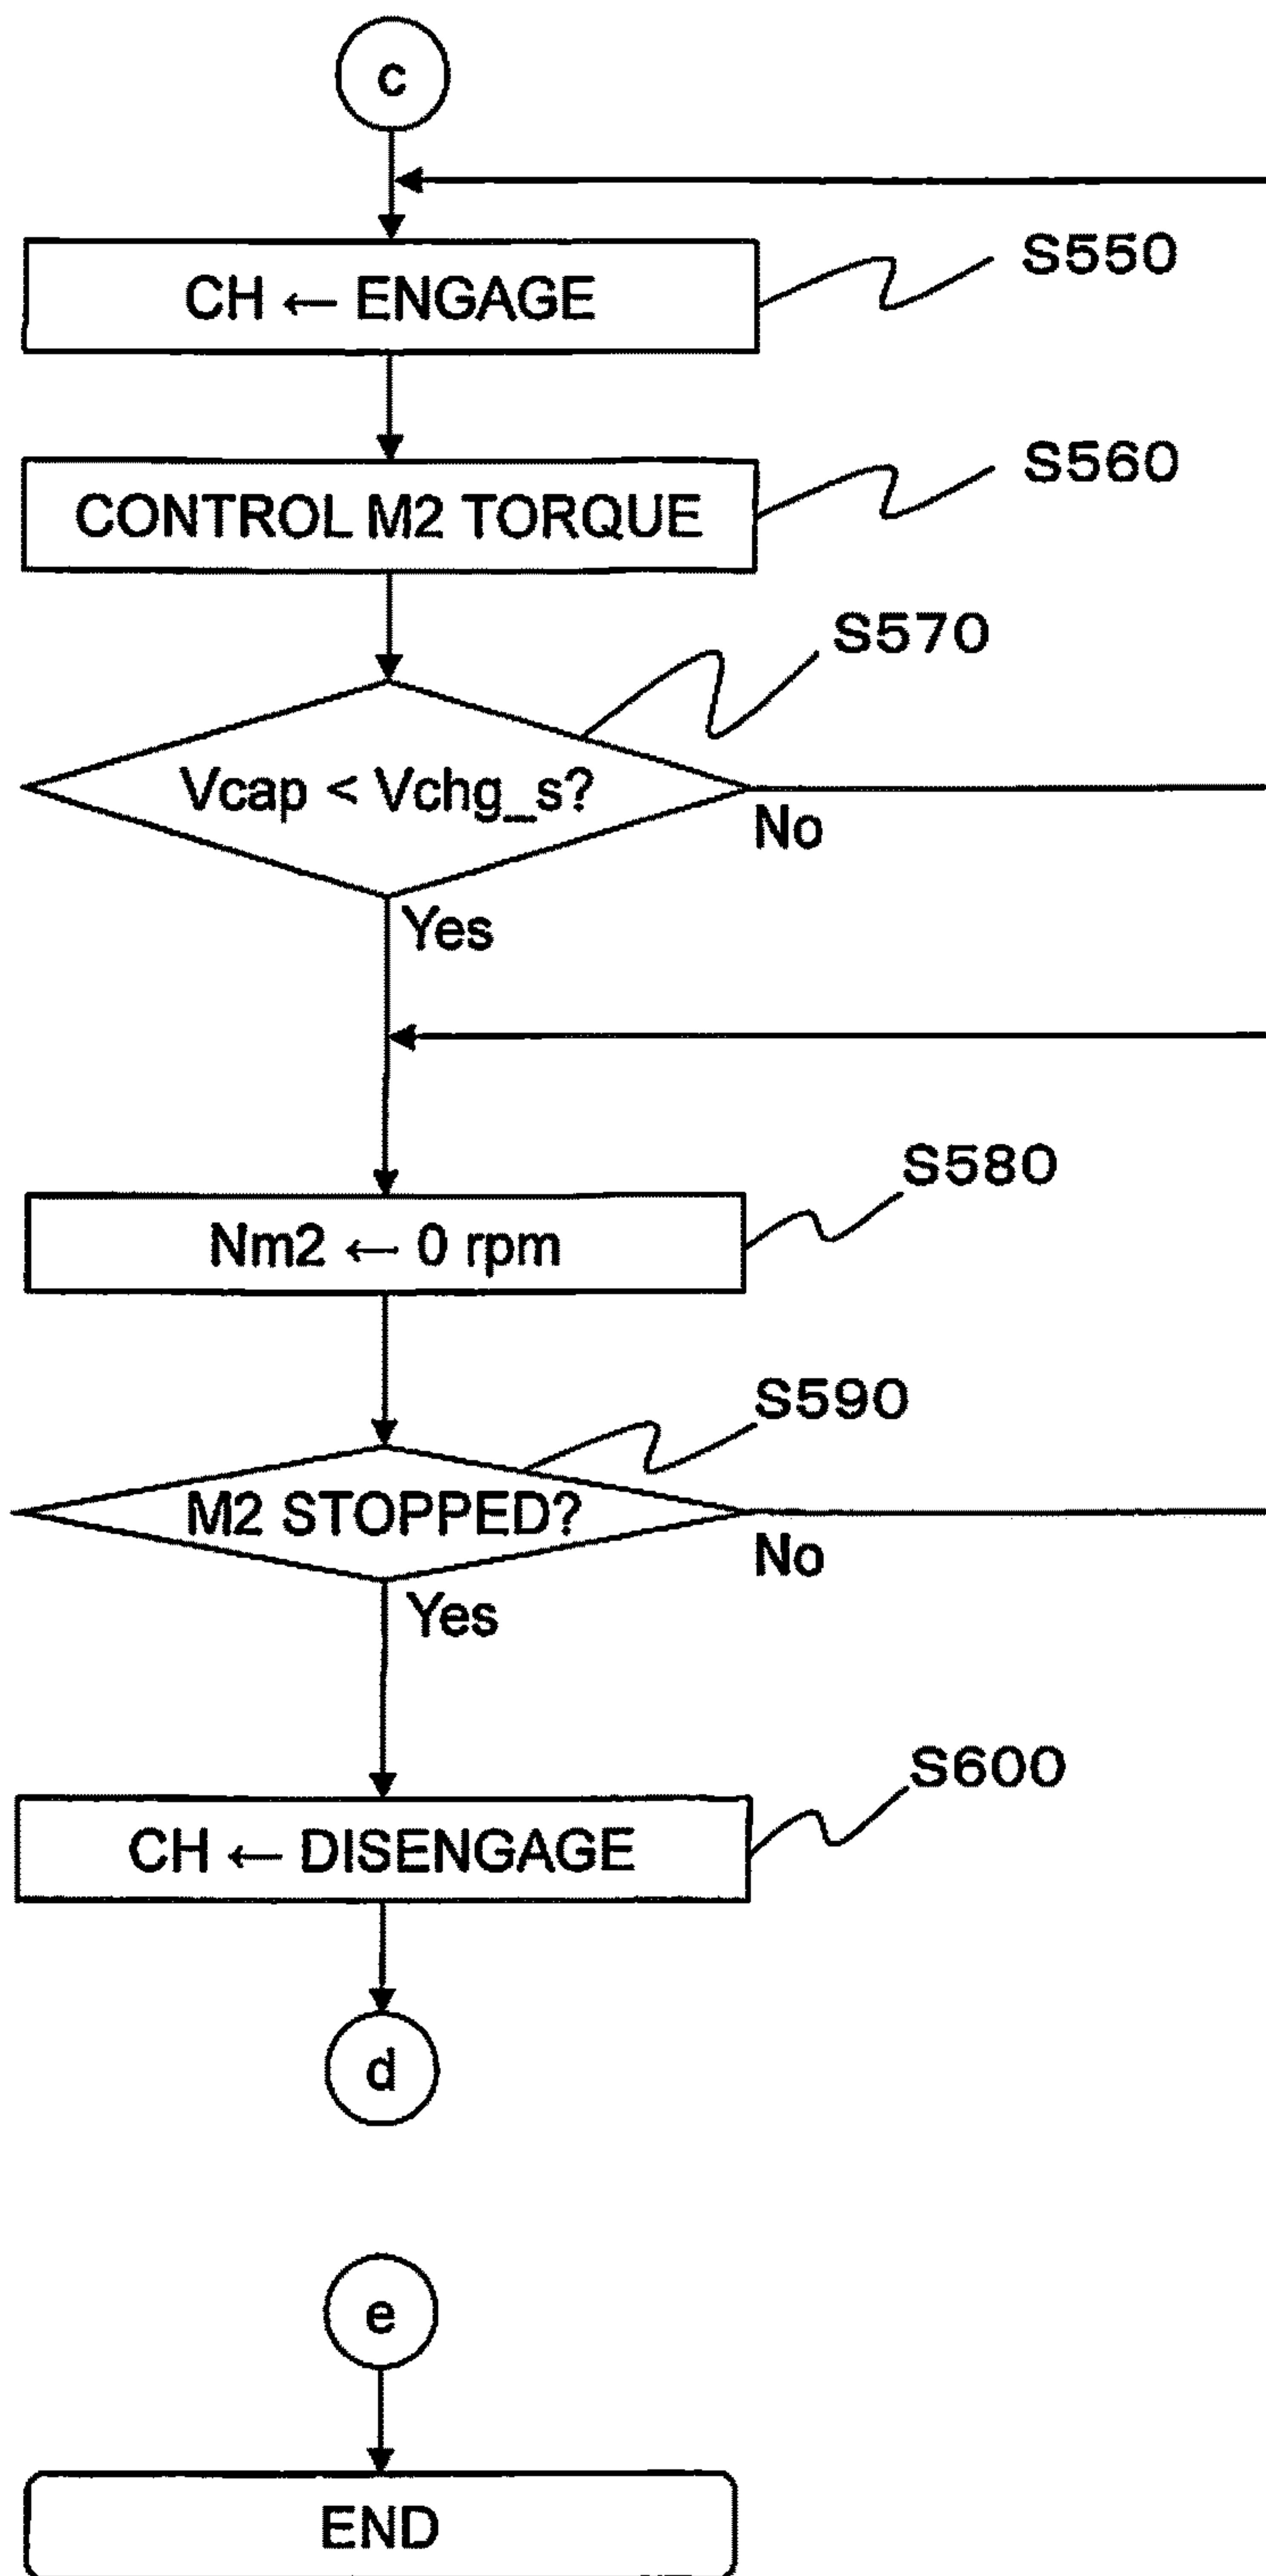 c
CH ← ENGAGE
S550
CONTROL M2 TORQUE
S560
S570
Vcap < Vchg_s?
No
Yes
S580
Nm2 ← 0 rpm
S590
M2 STOPPED?
No
Yes
S600
CH ← DISENGAGE
d
e
END